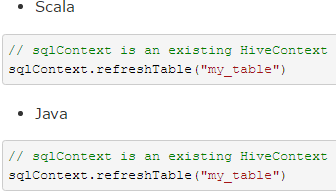 Scala
// sqlContext is an existing HiveContext
sqlContext.refreshTable("my_table")
Java
// sqlContext is an existing HiveContext
sqlContext.refreshTable("my_table")